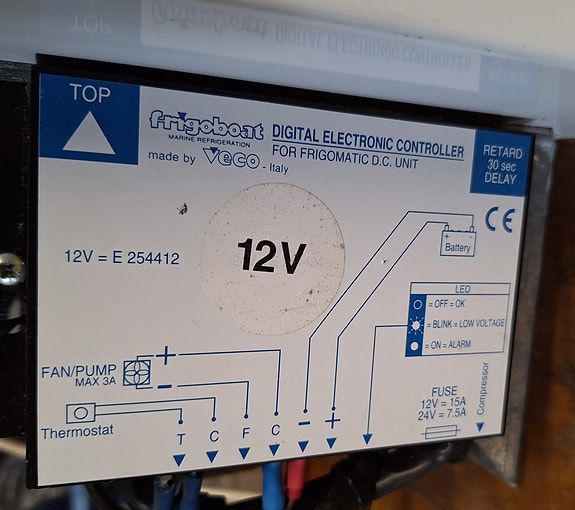 TOP
frigoboat
MARINE REFRIGERATION
made by Veco - Italy
DIGITAL ELECTRONIC CONTROLLER
FOR FRIGOMATIC D.C. UNIT
RETARD
30 sec
DELAY
CE
12V = E 254412
12V
+ -
Battery
LED
= OFF = OK
= BLINK = LOW VOLTAGE
= ON = ALARM
FAN/PUMP
MAX 3A
+
-
Thermostat
FUSE
12V = 15A
24V = 7.5A
Compressor
T C F C - +